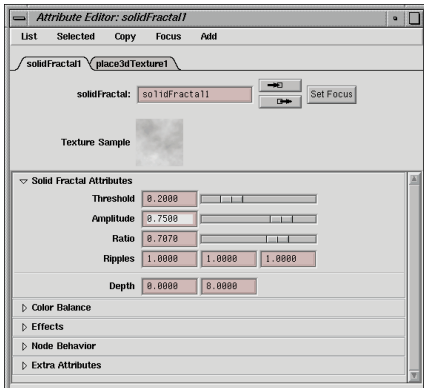 Attribute Editor: solidFractal1
List Selected Copy Focus Add
solidFractal1 place3dTexture1
solidFractal: solidFractal1 Set Focus
Texture Sample
Solid Fractal Attributes
Threshold 0.2000
Amplitude 0.7500
Ratio 0.7070
Ripples 1.0000 1.0000 1.0000
Depth 0.0000 8.0000
Color Balance
Effects
Node Behavior
Extra Attributes